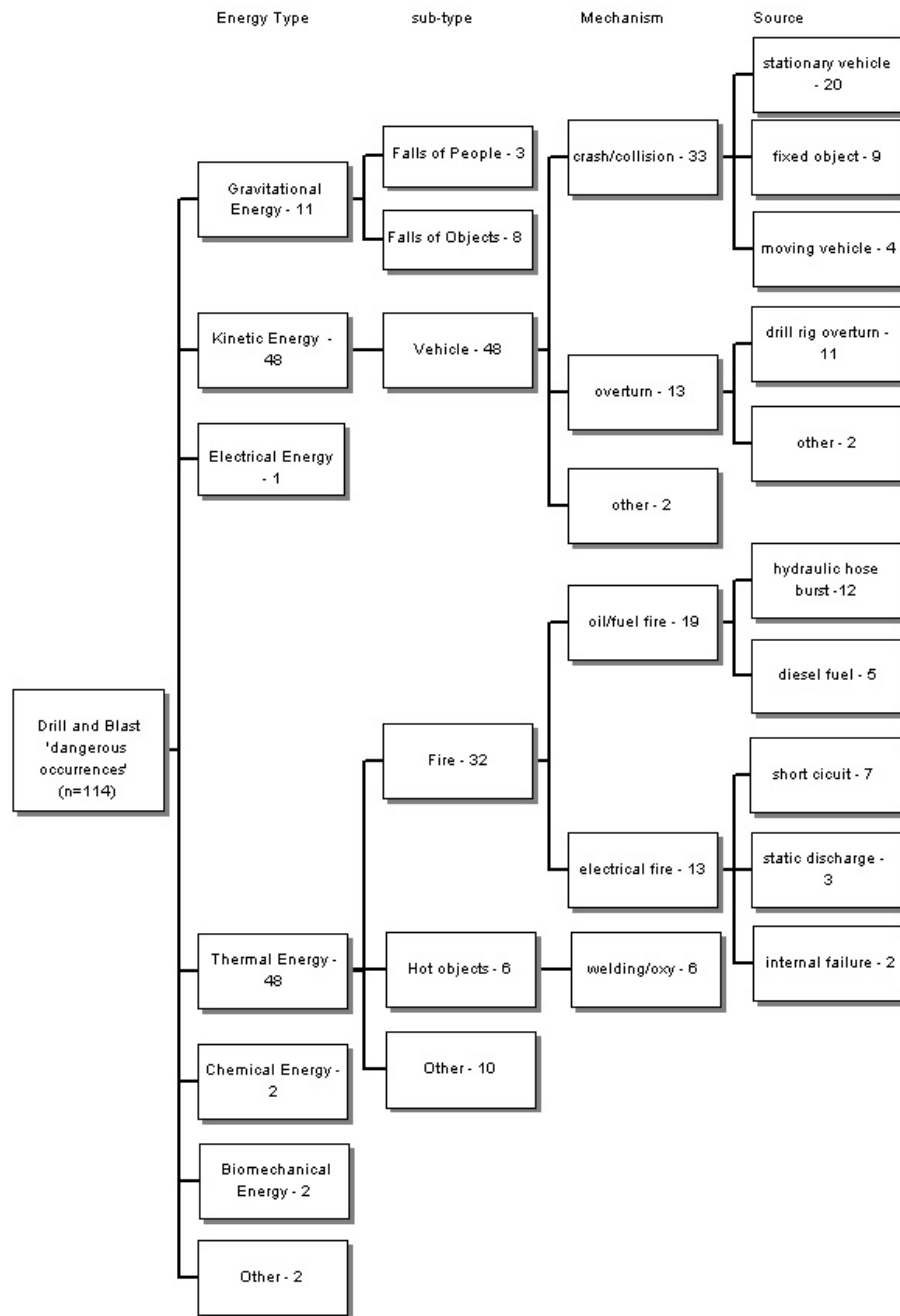 Energy Type
sub-type
Mechanism
Source
stationary vehicle
- 20
Falls of People - 3
crash/collision - 33
fixed object - 9
Gravitational
Energy - 11
Falls of Objects - 8
moving vehicle - 4
Kinetic Energy -
48
Vehicle - 48
drill rig overturn -
11
overturn - 13
Electrical Energy
- 1
other - 2
other - 2
hydraulic hose
burst -12
oil/fuel fire - 19
diesel fuel - 5
Drill and Blast
'dangerous
occurrences'
(n=114)
Fire - 32
short cicuit - 7
electrical fire - 13
static discharge -
3
Thermal Energy -
48
Hot objects - 6
welding/oxy - 6
internal failure - 2
Chemical Energy -
2
Other - 10
Biomechanical
Energy - 2
Other - 2